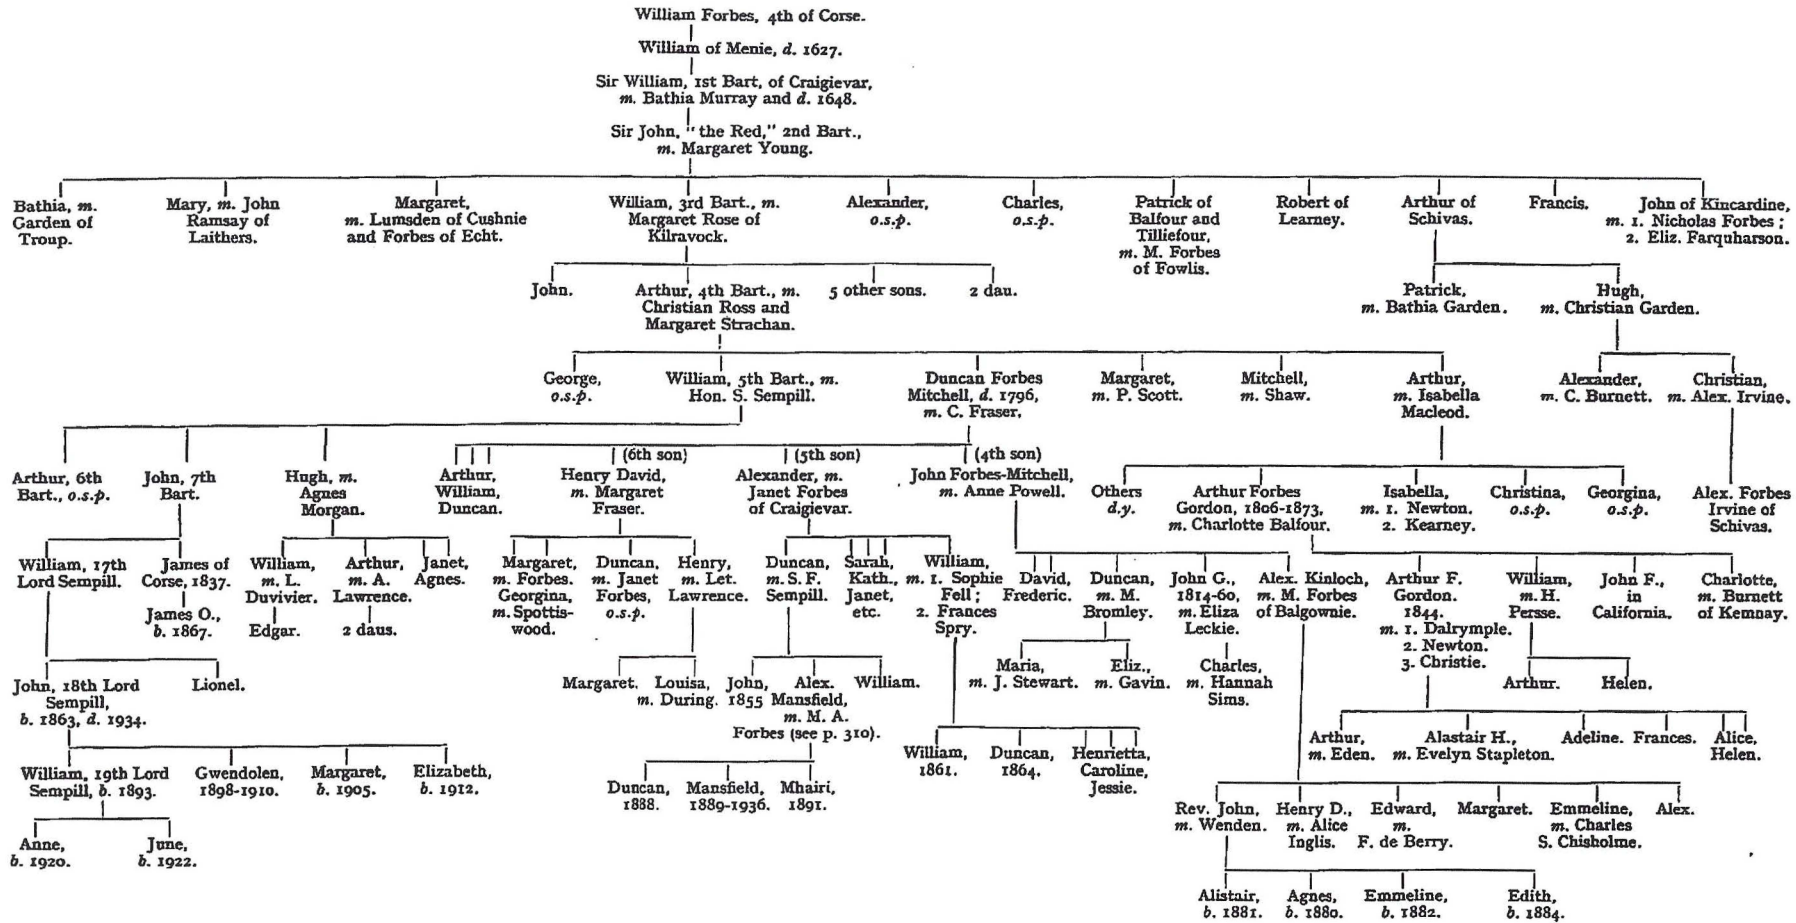 William Forbes, 4th of Corse.
William of Menie, d. 1627.
Sir William, 1st Bart, of Craigievar,
m. Bathia Murray and d. 1648.
Sir John, "the Red," 2nd Bart.,
m. Margaret Young.
Bathia, m.
Garden of
Troup.
Mary, m. John
Ramsay of
Laithers.
Margaret,
m. Lumsden of Cushnie
and Forbes of Echt.
William, 3rd Bart., m.
Margaret Rose of
Kilravock.
Alexander,
o.s.p.
Charles,
o.s.p.
Patrick of
Balfour and
Tilliefour,
m. M. Forbes
of Fowlis.
Robert of
Learney.
Arthur of
Schivas.
Francis.
John of Kincardine,
m. 1. Nicholas Forbes ;
2. Eliz. Farquharson.
John.
Arthur, 4th Bart., m.
Christian Ross and
Margaret Strachan.
5 other sons.
2 dau.
Patrick,
m. Bathia Garden.
Hugh,
m. Christian Garden.
George,
o.s.p.
William, 5th Bart., m.
Hon. S. Sempill.
Duncan Forbes
Mitchell, d. 1796,
m. C. Fraser,
Margaret,
m. P. Scott.
Mitchell,
m. Shaw.
Arthur,
m. Isabella
Macleod.
Alexander,
m. C. Burnett.
Christian,
m. Alex. Irvine.
Arthur, 6th
Bart., o.s.p.
John, 7th
Bart.
Hugh, m.
Agnes
Morgan.
Arthur,
William,
Duncan.
(6th son)
Henry David,
m. Margaret
Fraser.
(5th son)
Alexander, m.
Janet Forbes
of Craigievar.
(4th son)
John Forbes-Mitchell,
m. Anne Powell.
Others
d.y.
Arthur Forbes
Gordon, 1806-1873,
m. Charlotte Balfour.
Isabella,
m. 1. Newton.
2. Kearney.
Christina,
o.s.p.
Georgina,
o.s.p.
Alex. Forbes
Irvine of
Schivas.
William, 17th
Lord Sempill.
James of
Corse, 1837.
James O.,
b. 1867.
William,
m. L.
Duvivier.
Edgar.
Arthur,
m. A.
Lawrence.
2 daus.
Janet,
Agnes.
Margaret,
m. Forbes.
Georgina,
m. Spottis-
wood.
Duncan,
m. Janet
Forbes,
o.s.p.
Henry,
m. Let.
Lawrence.
Duncan,
m. S. F.
Sempill.
Sarah,
Kath.,
Janet,
etc.
William,
m. 1. Sophie
Fell ;
2. Frances
Spry.
David,
Frederic.
Duncan,
m. M.
Bromley.
John G.,
1814-60,
m. Eliza
Leckie.
Alex. Kinloch,
m. M. Forbes
of Balgownie.
Arthur F.
Gordon.
1844.
m. 1. Dalrymple.
2. Newton.
3. Christie.
William,
m. H.
Persse.
John F.,
in
California.
Charlotte,
m. Burnett
of Kemnay.
John, 18th Lord
Sempill,
b. 1863, d. 1934.
Lionel.
Margaret.
Louisa,
m. During.
John,
1855
Alex.
Mansfield,
m. M. A.
Forbes (see p. 310).
William.
Maria,
m. J. Stewart.
Eliz.,
m. Gavin.
Charles,
m. Hannah
Sims.
Arthur.
Helen.
William, 19th Lord
Sempill, b. 1893.
Gwendolen,
1898-1910.
Margaret,
b. 1905.
Elizabeth,
b. 1912.
Duncan,
1888.
Mansfield,
1889-1936.
Mhairi,
1891.
William,
1861.
Duncan,
1864.
Henrietta,
Caroline,
Jessie.
Arthur,
m. Eden.
Alastair H.,
m. Evelyn Stapleton.
Adeline.
Frances.
Alice,
Helen.
Anne,
b. 1920.
June,
b. 1922.
Rev. John,
m. Wenden.
Henry D.,
m. Alice
Inglis.
Edward,
m.
F. de Berry.
Margaret.
Emmeline,
m. Charles
S. Chisholme.
Alex.
Alistair,
b. 1881.
Agnes,
b. 1880.
Emmeline,
b. 1882.
Edith,
b. 1884.